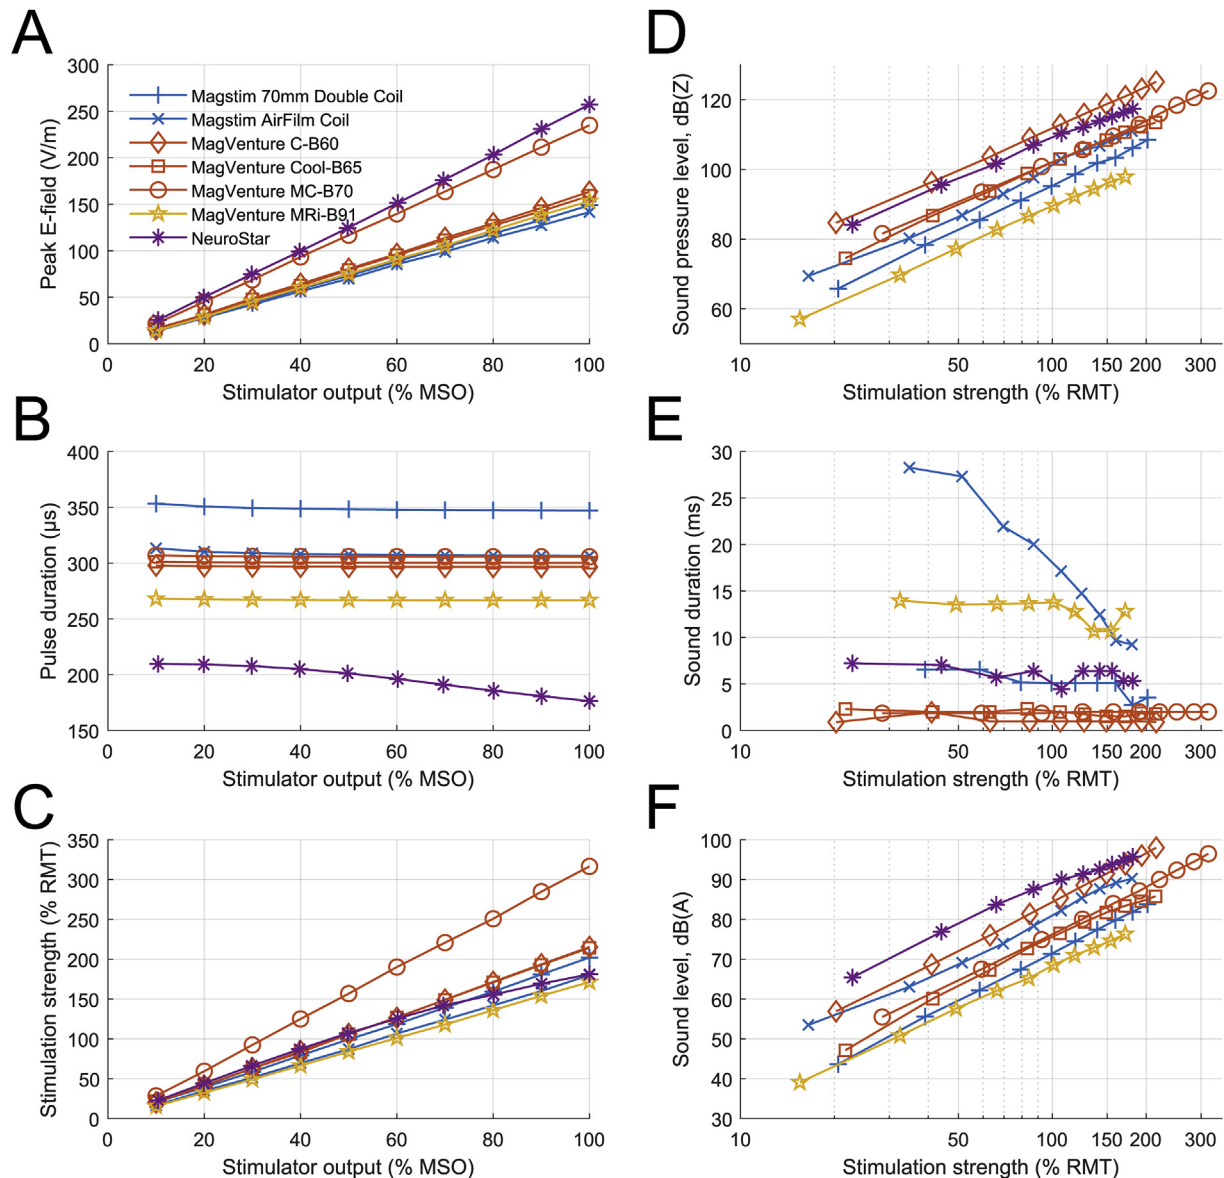 A
Peak E-field (V/m)
300
250
200
150
100
50
0
Magstim 70mm Double Coil
Magstim AirFilm Coil
MagVenture C-B60
MagVenture Cool-B65
MagVenture MC-B70
MagVenture MRi-B91
NeuroStar
0 20 40 60 80 100
Stimulator output (% MSO)
B
Pulse duration (μs)
400
350
300
250
200
150
0 20 40 60 80 100
Stimulator output (% MSO)
C
Stimulation strength (% RMT)
350
300
250
200
150
100
50
0
0 20 40 60 80 100
Stimulator output (% MSO)
D
Sound pressure level, dB(Z)
120
100
80
60
10 50 100 150 200 300
Stimulation strength (% RMT)
E
Sound duration (ms)
30
25
20
15
10
5
0
10 50 100 150 200 300
Stimulation strength (% RMT)
F
Sound level, dB(A)
100
90
80
70
60
50
40
30
10 50 100 150 200 300
Stimulation strength (% RMT)